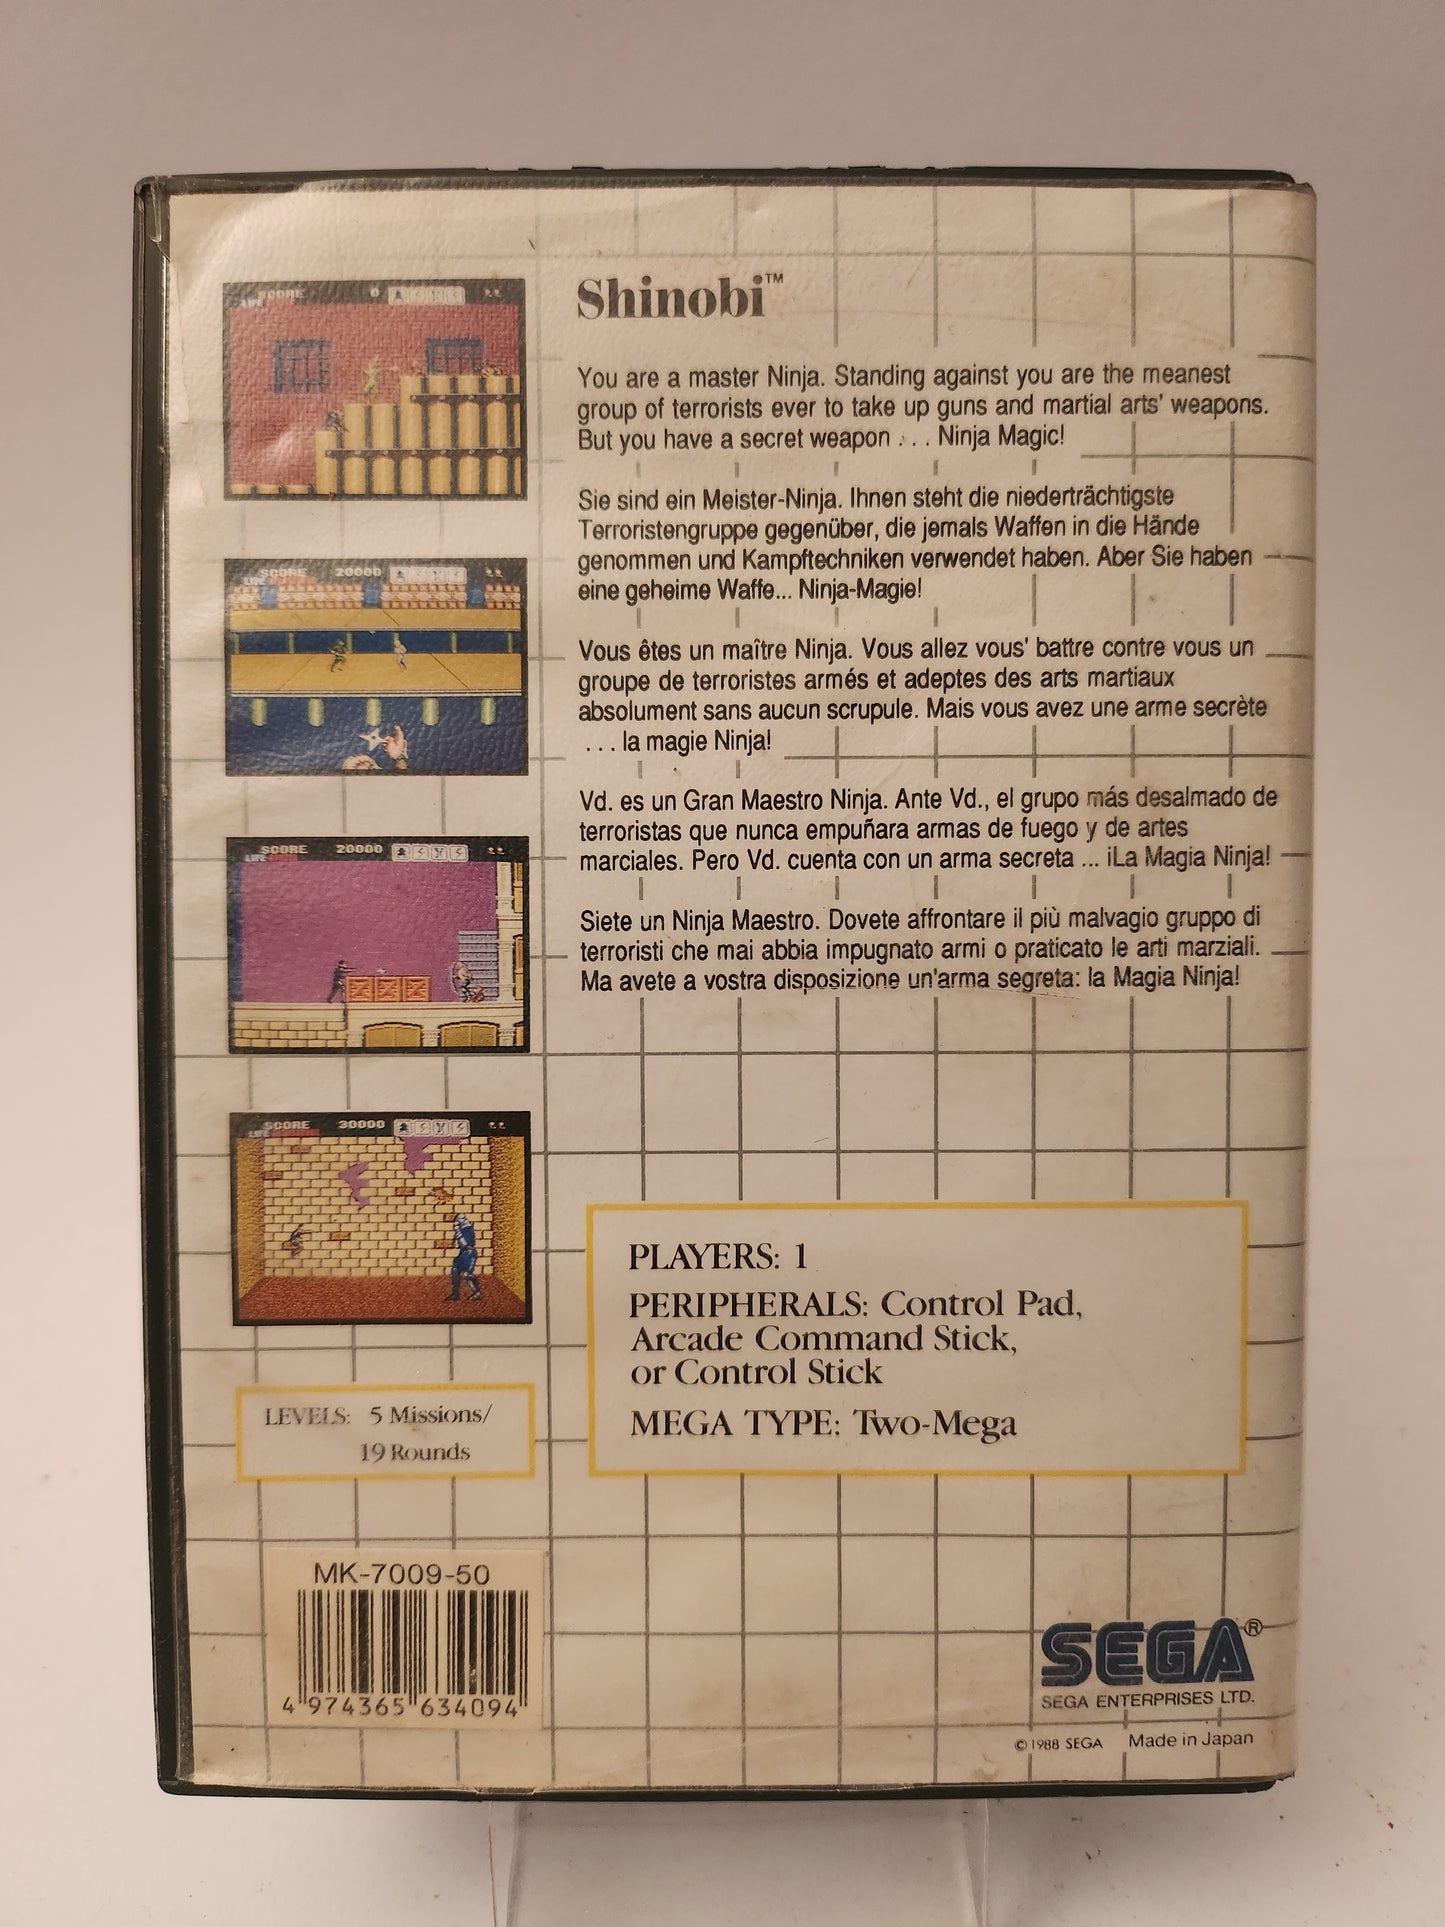 SCORE 0
LIFE
SCORE 20000
LIFE
SCORE 20000
LIFE
SCORE 30000
LIFE
LEVELS: 5 Missions/
19 Rounds
MK-7009-50
4 974365 634094
Shinobi™
You are a master Ninja. Standing against you are the meanest
group of terrorists ever to take up guns and martial arts' weapons.
But you have a secret weapon . . . Ninja Magic!
Sie sind ein Meister-Ninja. Ihnen steht die niederträchtigste
Terroristengruppe gegenüber, die jemals Waffen in die Hände
genommen und Kampftechniken verwendet haben. Aber Sie haben
eine geheime Waffe... Ninja-Magie!
Vous êtes un maître Ninja. Vous allez vous' battre contre vous un
groupe de terroristes armés et adeptes des arts martiaux
absolument sans aucun scrupule. Mais vous avez une arme secrète
. . . la magie Ninja!
Vd. es un Gran Maestro Ninja. Ante Vd., el grupo más desalmado de
terroristas que nunca empuñara armas de fuego y de artes
marciales. Pero Vd. cuenta con un arma secreta ... ¡La Magia Ninja!
Siete un Ninja Maestro. Dovete affrontare il più malvagio gruppo di
terroristi che mai abbia impugnato armi o praticato le arti marziali.
Ma avete a vostra disposizione un'arma segreta: la Magia Ninja!
PLAYERS: 1
PERIPHERALS: Control Pad,
Arcade Command Stick,
or Control Stick
MEGA TYPE: Two-Mega
SEGA®
SEGA ENTERPRISES LTD.
© 1988 SEGA Made in Japan